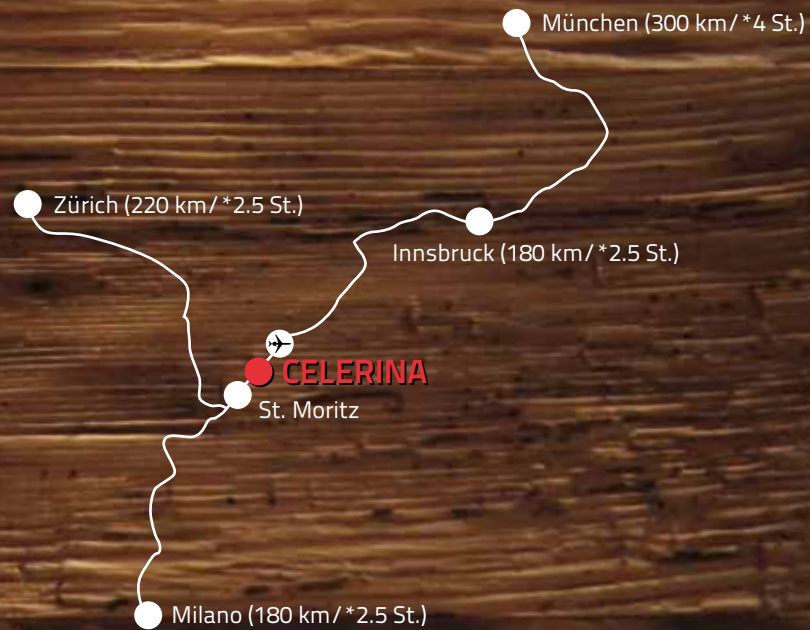 München (300 km/*4 St.)
Zürich (220 km/*2.5 St.)
Innsbruck (180 km/*2.5 St.)
CELERINA
St. Moritz
Milano (180 km/*2.5 St.)